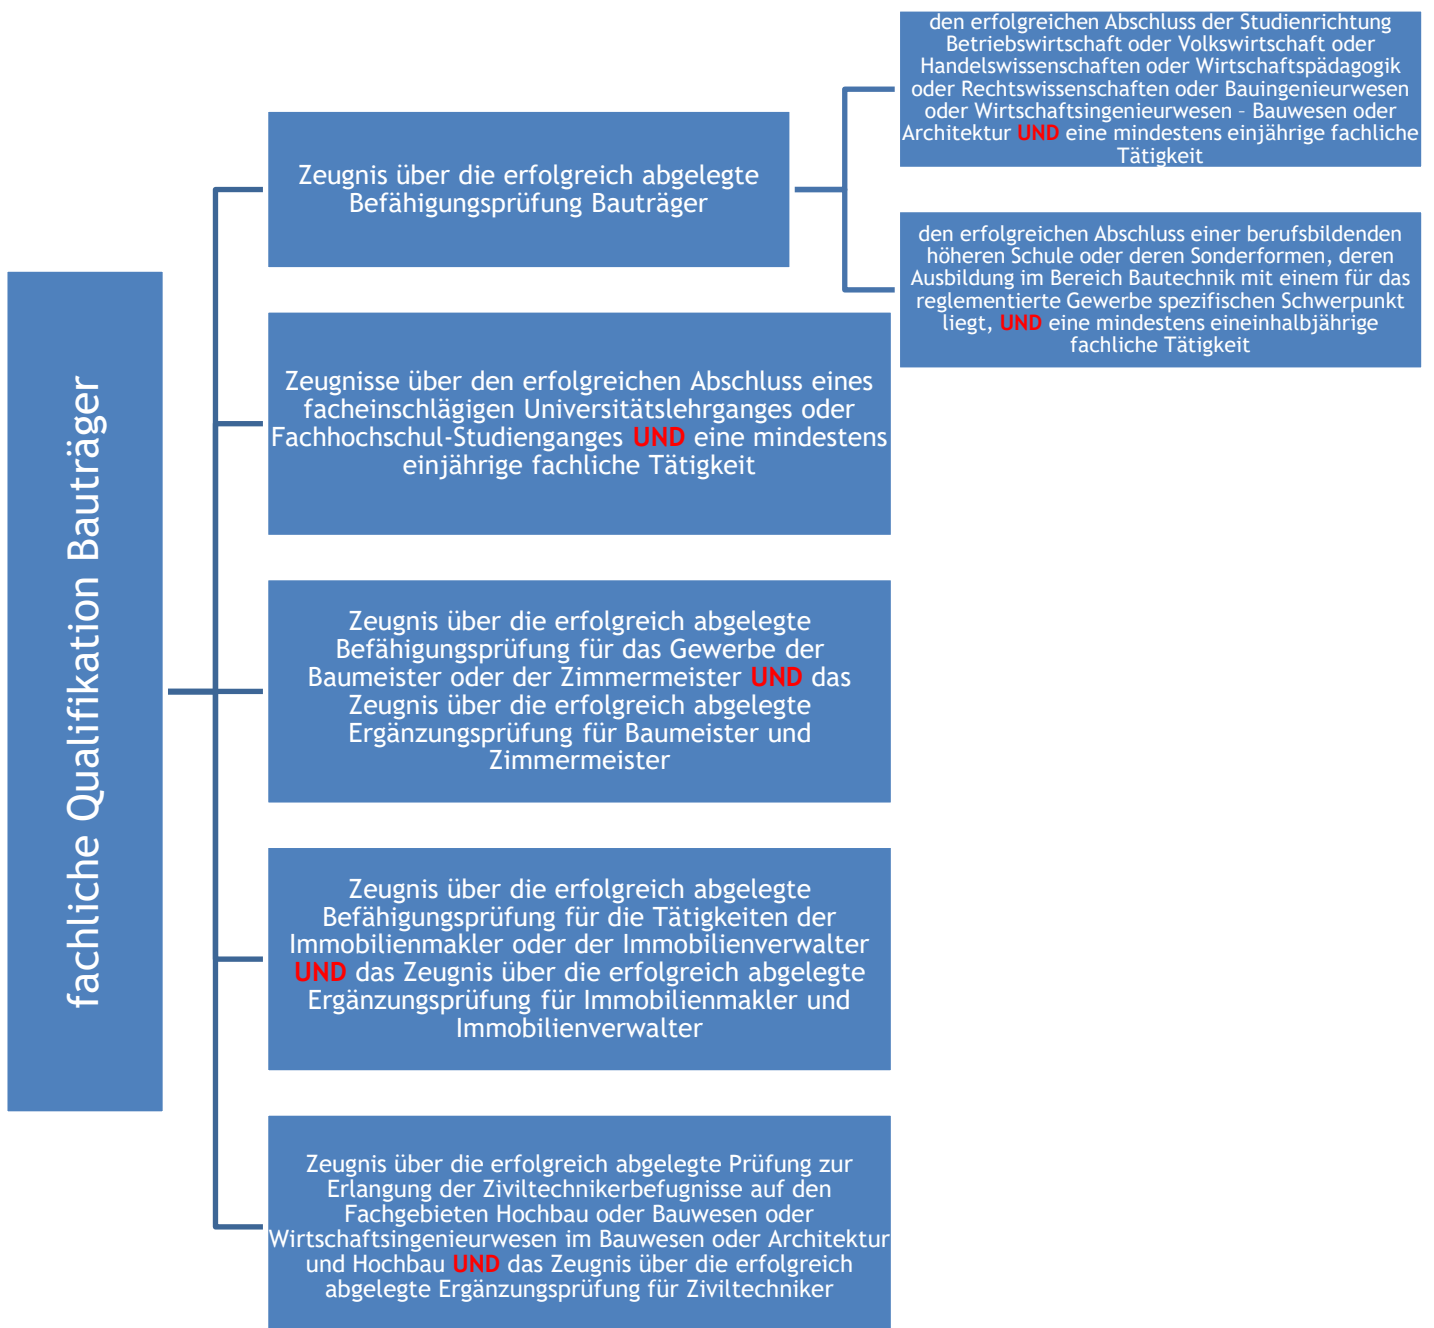 fachliche Qualifikation Bauträger
Zeugnis über die erfolgreich abgelegte
Befähigungsprüfung Bauträger
den erfolgreichen Abschluss der Studienrichtung
Betriebswirtschaft oder Volkswirtschaft oder
Handelswissenschaften oder Wirtschaftspädagogik
oder Rechtswissenschaften oder Bauingenieurwesen
oder Wirtschaftsingenieurwesen – Bauwesen oder
Architektur UND eine mindestens einjährige fachliche
Tätigkeit
den erfolgreichen Abschluss einer berufsbildenden
höheren Schule oder deren Sonderformen, deren
Ausbildung im Bereich Bautechnik mit einem für das
reglementierte Gewerbe spezifischen Schwerpunkt
liegt, UND eine mindestens eineinhalbjährige
fachliche Tätigkeit
Zeugnisse über den erfolgreichen Abschluss eines
facheinschlägigen Universitätslehrganges oder
Fachhochschul-Studienganges UND eine mindestens
einjährige fachliche Tätigkeit
Zeugnis über die erfolgreich abgelegte
Befähigungsprüfung für das Gewerbe der
Baumeister oder der Zimmermeister UND das
Zeugnis über die erfolgreich abgelegte
Ergänzungsprüfung für Baumeister und
Zimmermeister
Zeugnis über die erfolgreich abgelegte
Befähigungsprüfung für die Tätigkeiten der
Immobilienmakler oder der Immobilienverwalter
UND das Zeugnis über die erfolgreich abgelegte
Ergänzungsprüfung für Immobilienmakler und
Immobilienverwalter
Zeugnis über die erfolgreich abgelegte Prüfung zur
Erlangung der Ziviltechnikerbefugnisse auf den
Fachgebieten Hochbau oder Bauwesen oder
Wirtschaftsingenieurwesen im Bauwesen oder Architektur
und Hochbau UND das Zeugnis über die erfolgreich
abgelegte Ergänzungsprüfung für Ziviltechniker